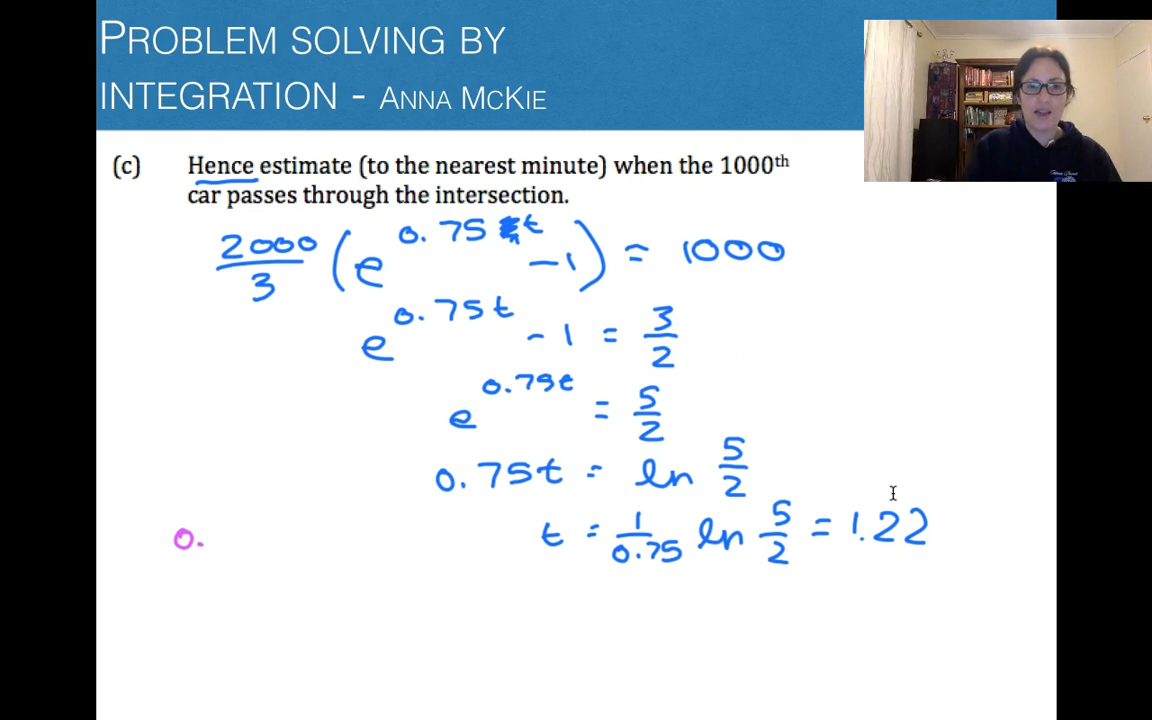 PROBLEM SOLVING BY
INTEGRATION - ANNA MCKIE
(c) Hence estimate (to the nearest minute) when the 1000th
car passes through the intersection.
2000/3 (e^0.75t - 1) = 1000
e^0.75t - 1 = 3/2
e^0.75t = 5/2
0.75t = ln 5/2
t = 1/0.75 ln 5/2 = 1.22
0.